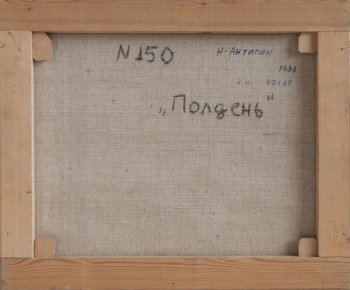 N 150
Н. Антипин
1986
х.м. 50х60
„Полдень“